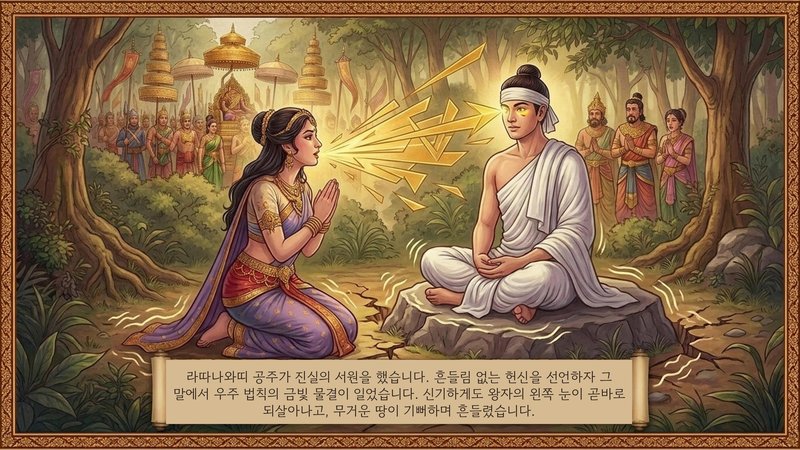 라따나와띠 공주가 진실의 서원을 했습니다. 흔들림 없는 헌신을 선언하자 그
말에서 우주 법칙의 금빛 물결이 일었습니다. 신기하게도 왕자의 왼쪽 눈이 곧바로
되살아나고, 무거운 땅이 기뻐하며 흔들렸습니다.